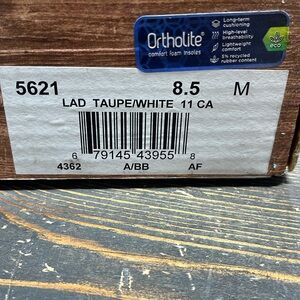 Ortholite®
comfort foam insoles
Long-term
cushioning
High-level
breathability
Lightweight
comfort
5% recycled
rubber content
eco
5621 8.5 M
LAD TAUPE/WHITE 11 CA
6 79145 43955 8
4362 A/BB AF